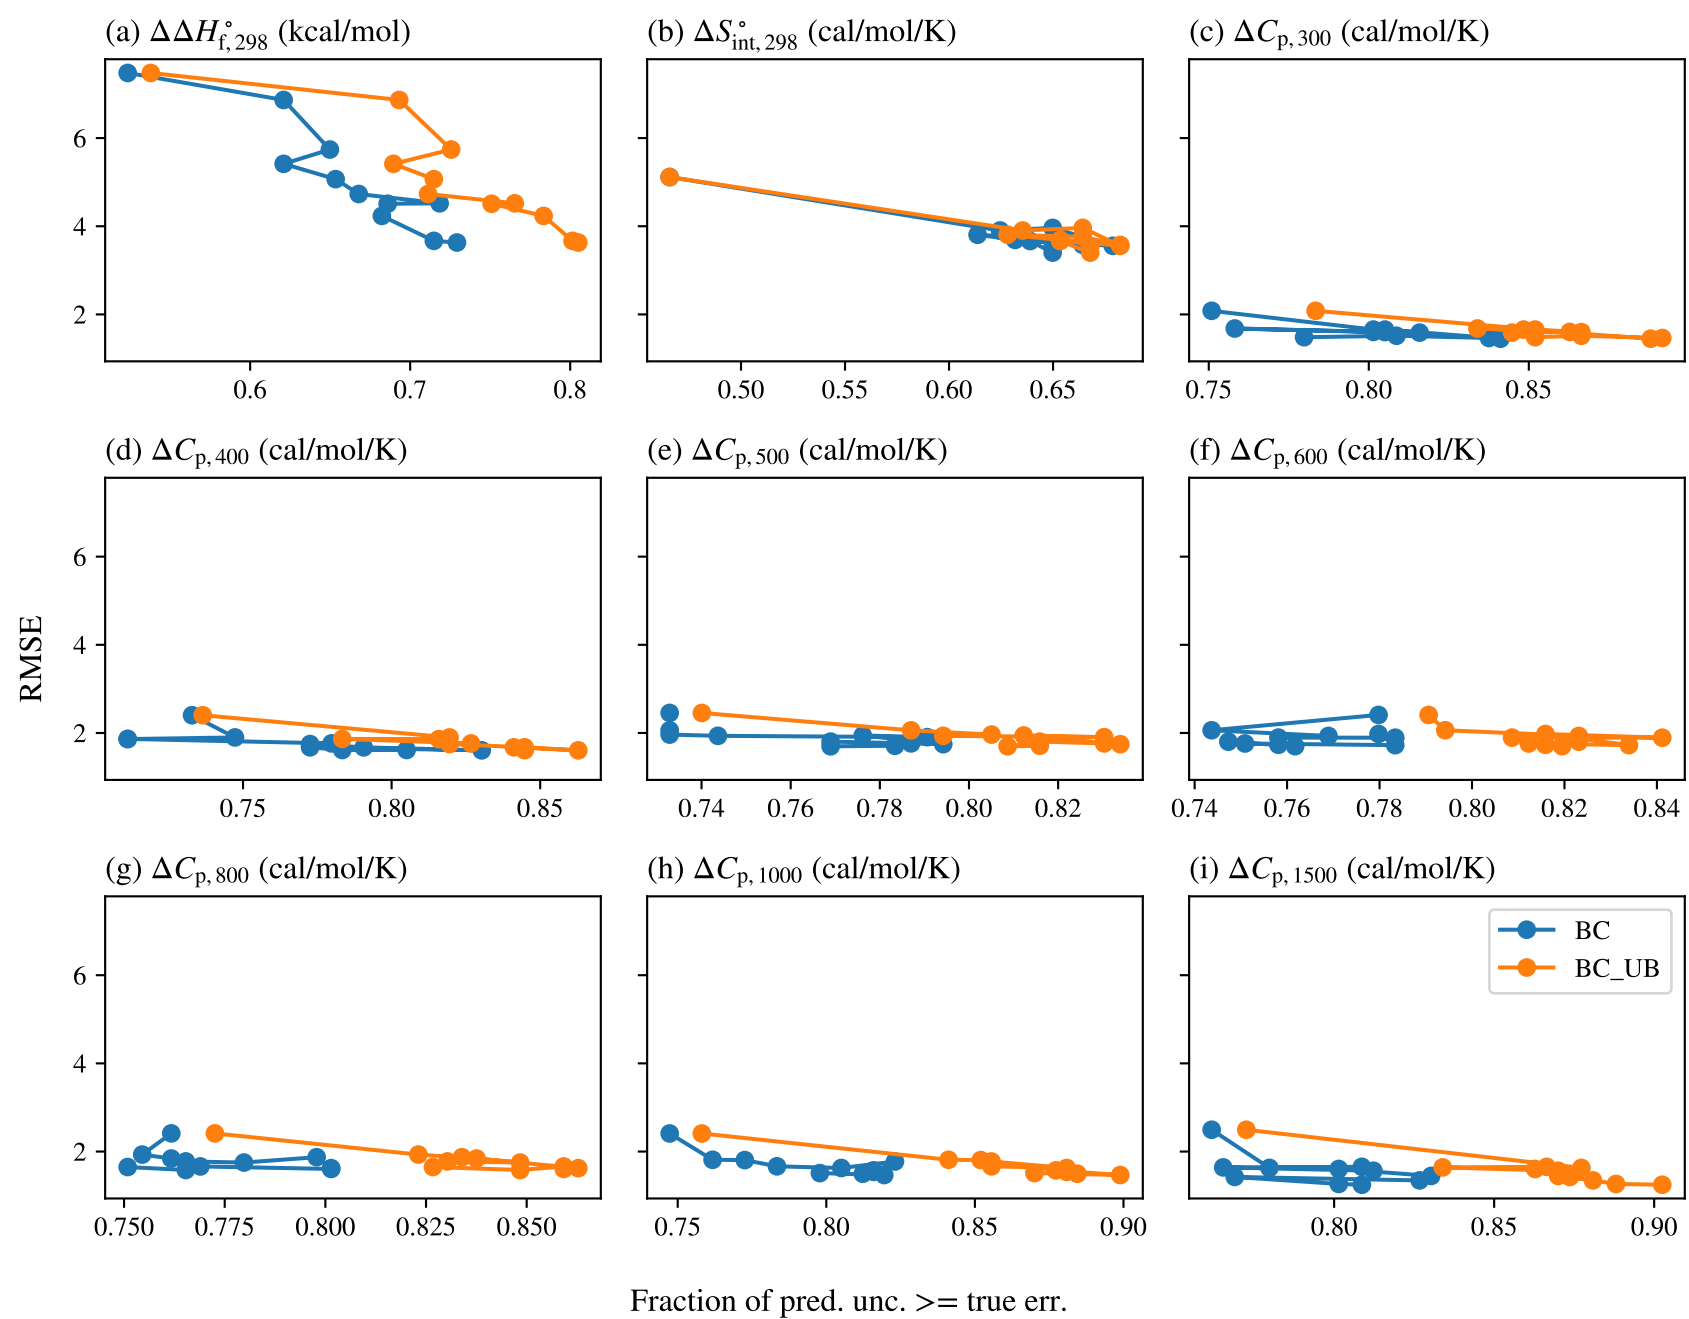 (a) ΔΔH°f, 298 (kcal/mol)
(b) ΔS°int, 298 (cal/mol/K)
(c) ΔCp, 300 (cal/mol/K)
6
4
2
0.6 0.7 0.8
0.50 0.55 0.60 0.65
0.75 0.80 0.85
(d) ΔCp, 400 (cal/mol/K)
(e) ΔCp, 500 (cal/mol/K)
(f) ΔCp, 600 (cal/mol/K)
RMSE
6
4
2
0.75 0.80 0.85
0.74 0.76 0.78 0.80 0.82
0.74 0.76 0.78 0.80 0.82 0.84
(g) ΔCp, 800 (cal/mol/K)
(h) ΔCp, 1000 (cal/mol/K)
(i) ΔCp, 1500 (cal/mol/K)
BC
BC_UB
6
4
2
0.750 0.775 0.800 0.825 0.850
0.75 0.80 0.85 0.90
0.80 0.85 0.90
Fraction of pred. unc. >= true err.